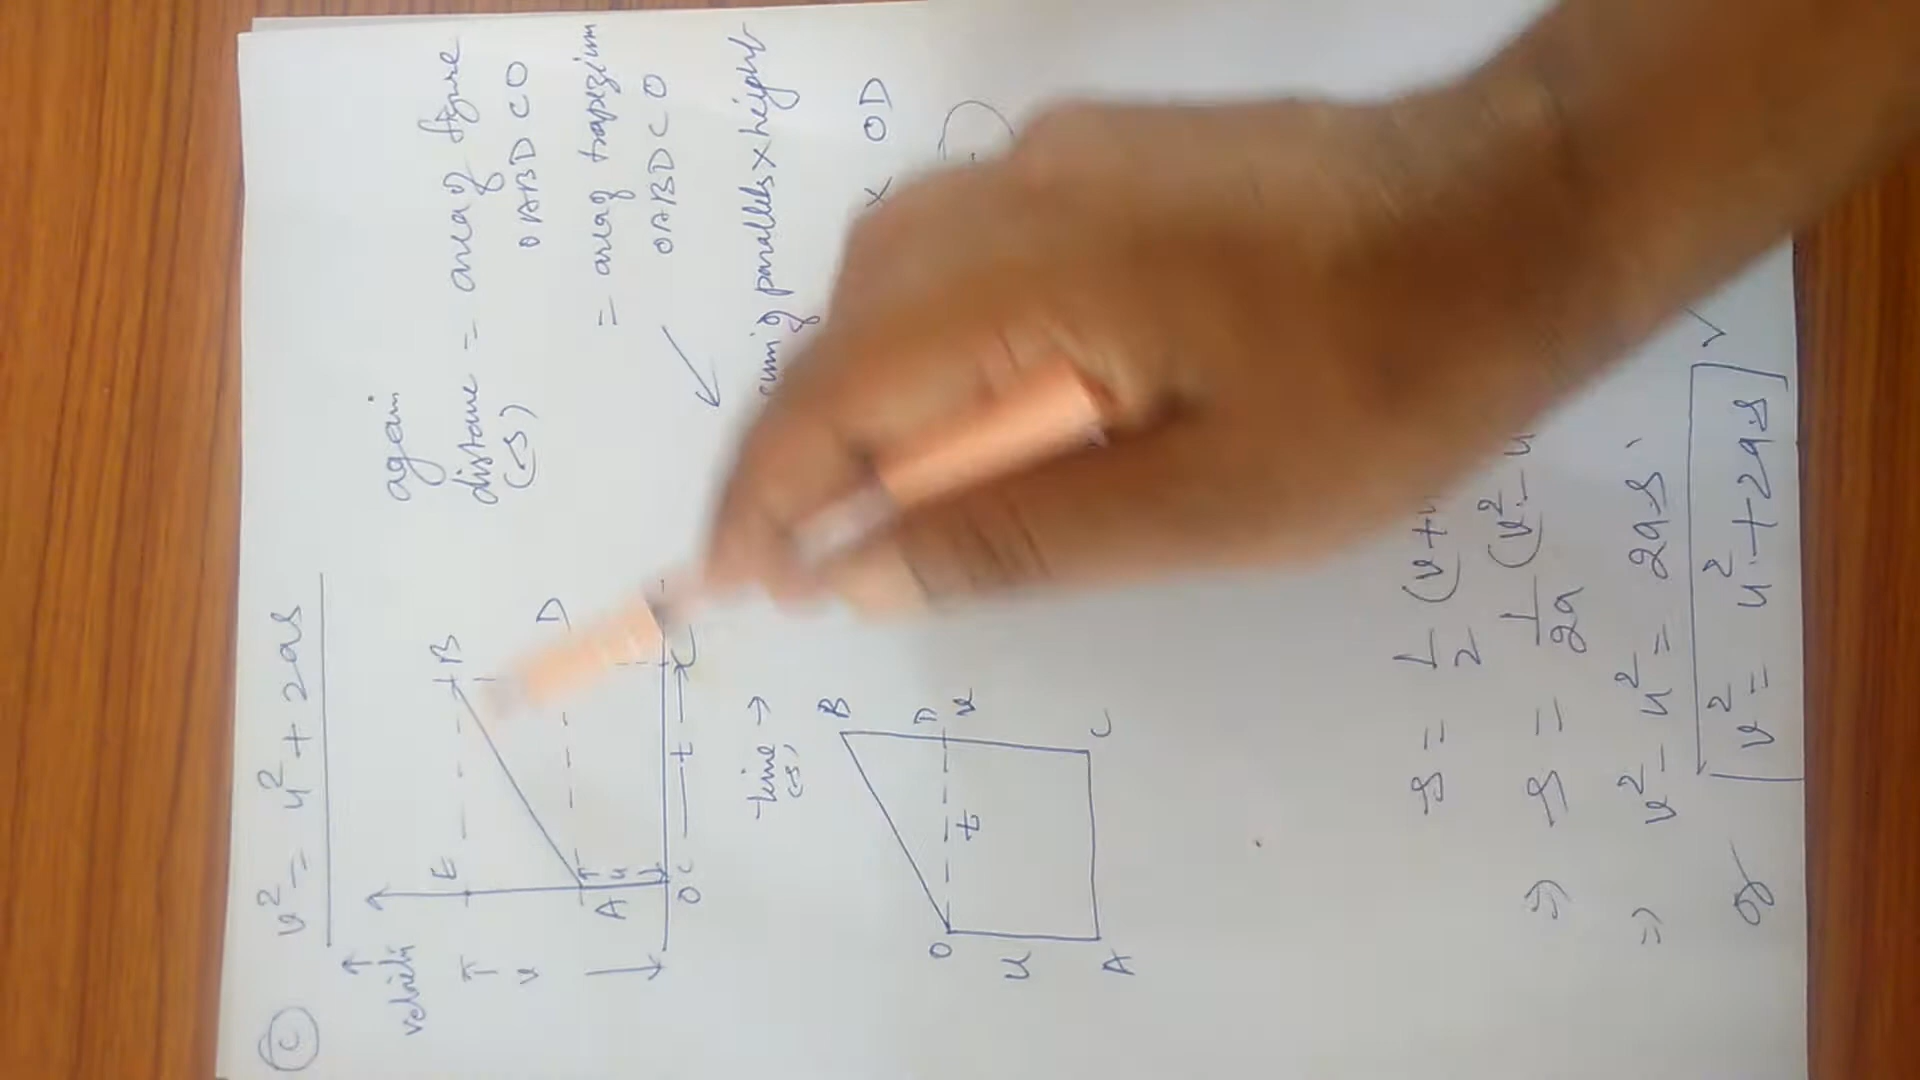 (C) v² = u² + 2as
again
distance = area of figure
(s) OABDCO
= area of trapezium
OABDCO
sum of parallels × height
× OD
velocity
E B
v
D
A u
O t C
time →
(s)
B
O t D v
u
A C
s = 1/2 (v+
⇒ s = 1/2a (v² - u
⇒ v² - u² = 2as
or v² = u² + 2as ✓